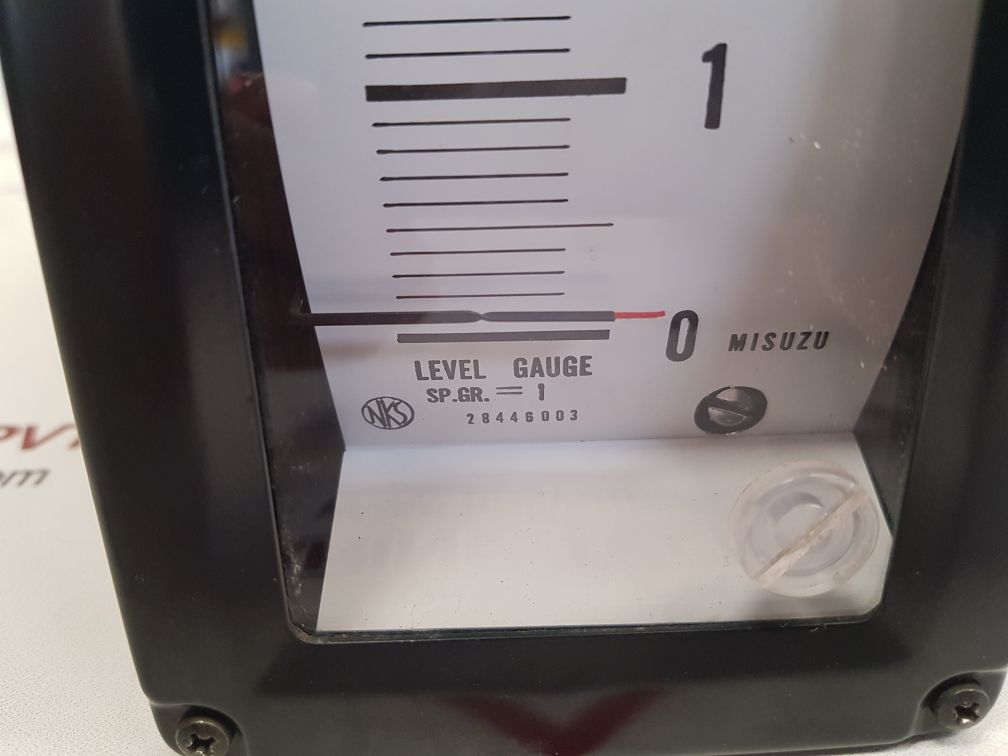 1
0
MISUZU
LEVEL GAUGE
SP.GR. = 1
NKS
28446003